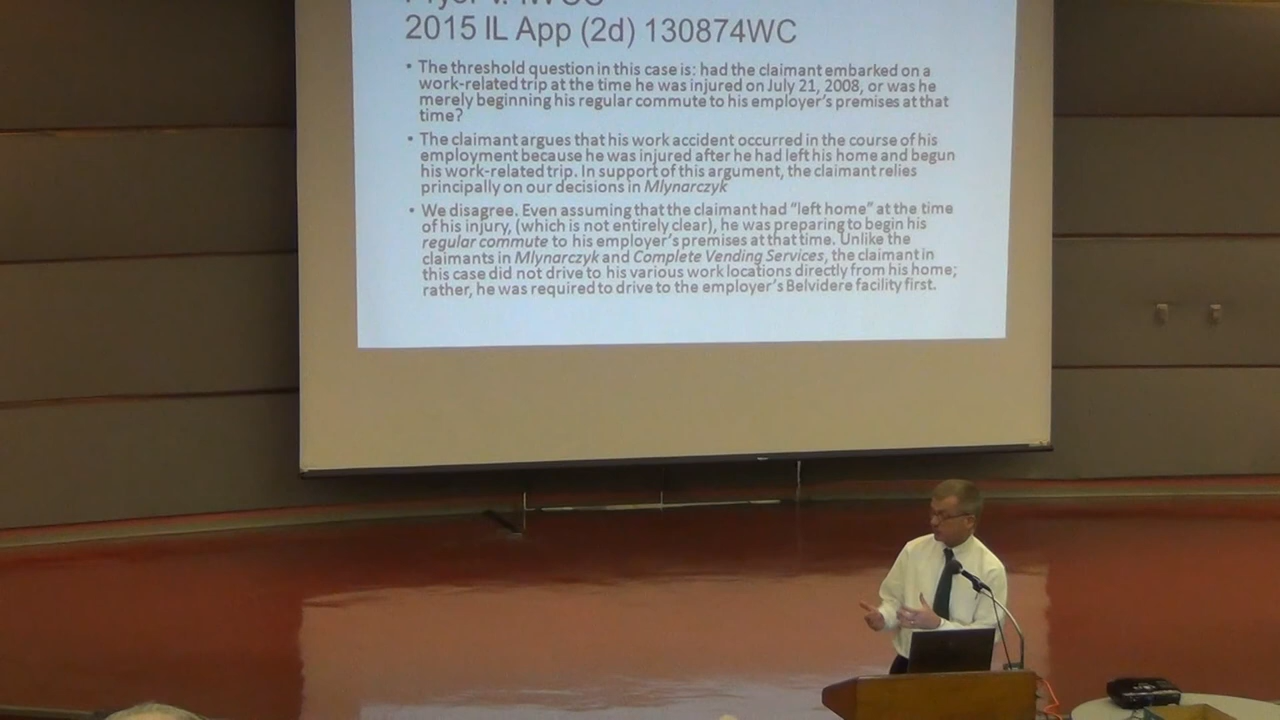 2015 IL App (2d) 130874WC
• The threshold question in this case is: had the claimant embarked on a
work-related trip at the time he was injured on July 21, 2008, or was he
merely beginning his regular commute to his employer's premises at that
time?
• The claimant argues that his work accident occurred in the course of his
employment because he was injured after he had left his home and begun
his work-related trip. In support of this argument, the claimant relies
principally on our decisions in Mlynarczyk
• We disagree. Even assuming that the claimant had "left home" at the time
of his injury, (which is not entirely clear), he was preparing to begin his
regular commute to his employer's premises at that time. Unlike the
claimants in Mlynarczyk and Complete Vending Services, the claimant in
this case did not drive to his various work locations directly from his home;
rather, he was required to drive to the employer's Belvidere facility first.